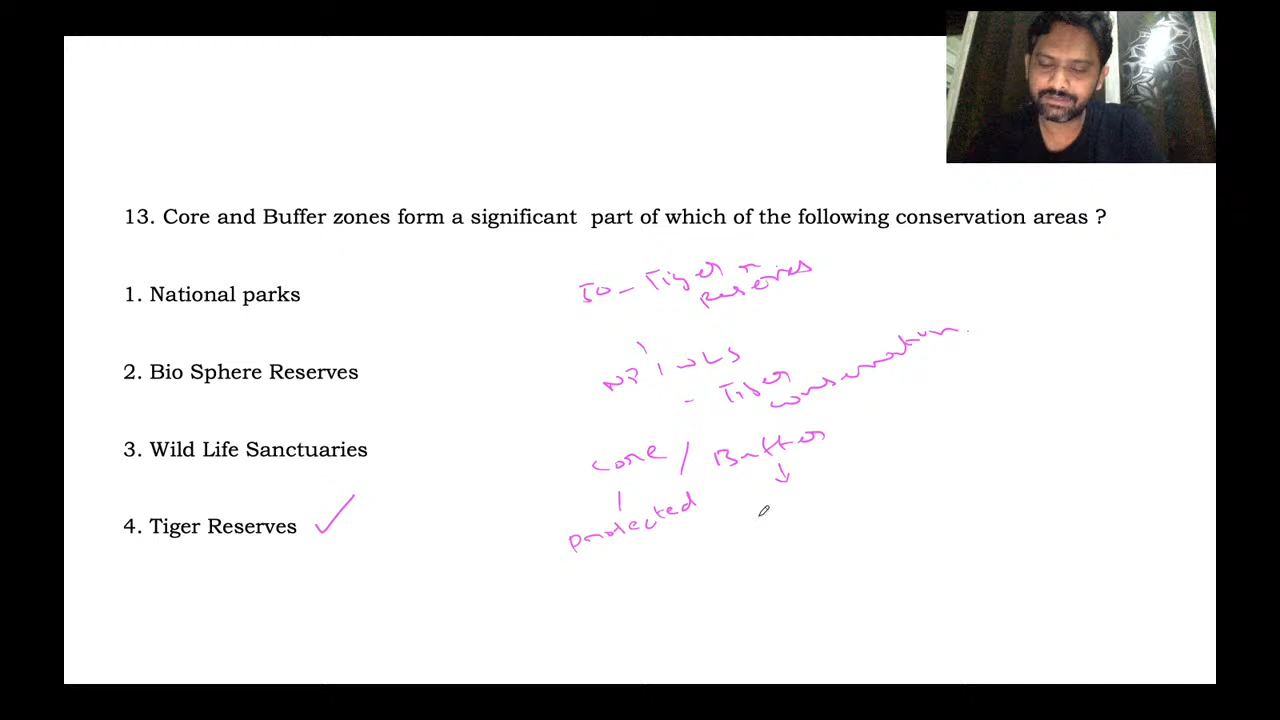 13. Core and Buffer zones form a significant part of which of the following conservation areas ?
50 - Tiger
Reserves
1. National parks
NP, WLS
2. Bio Sphere Reserves
- Tiger
conservation.
3. Wild Life Sanctuaries
core / Buffer
4. Tiger Reserves
protected